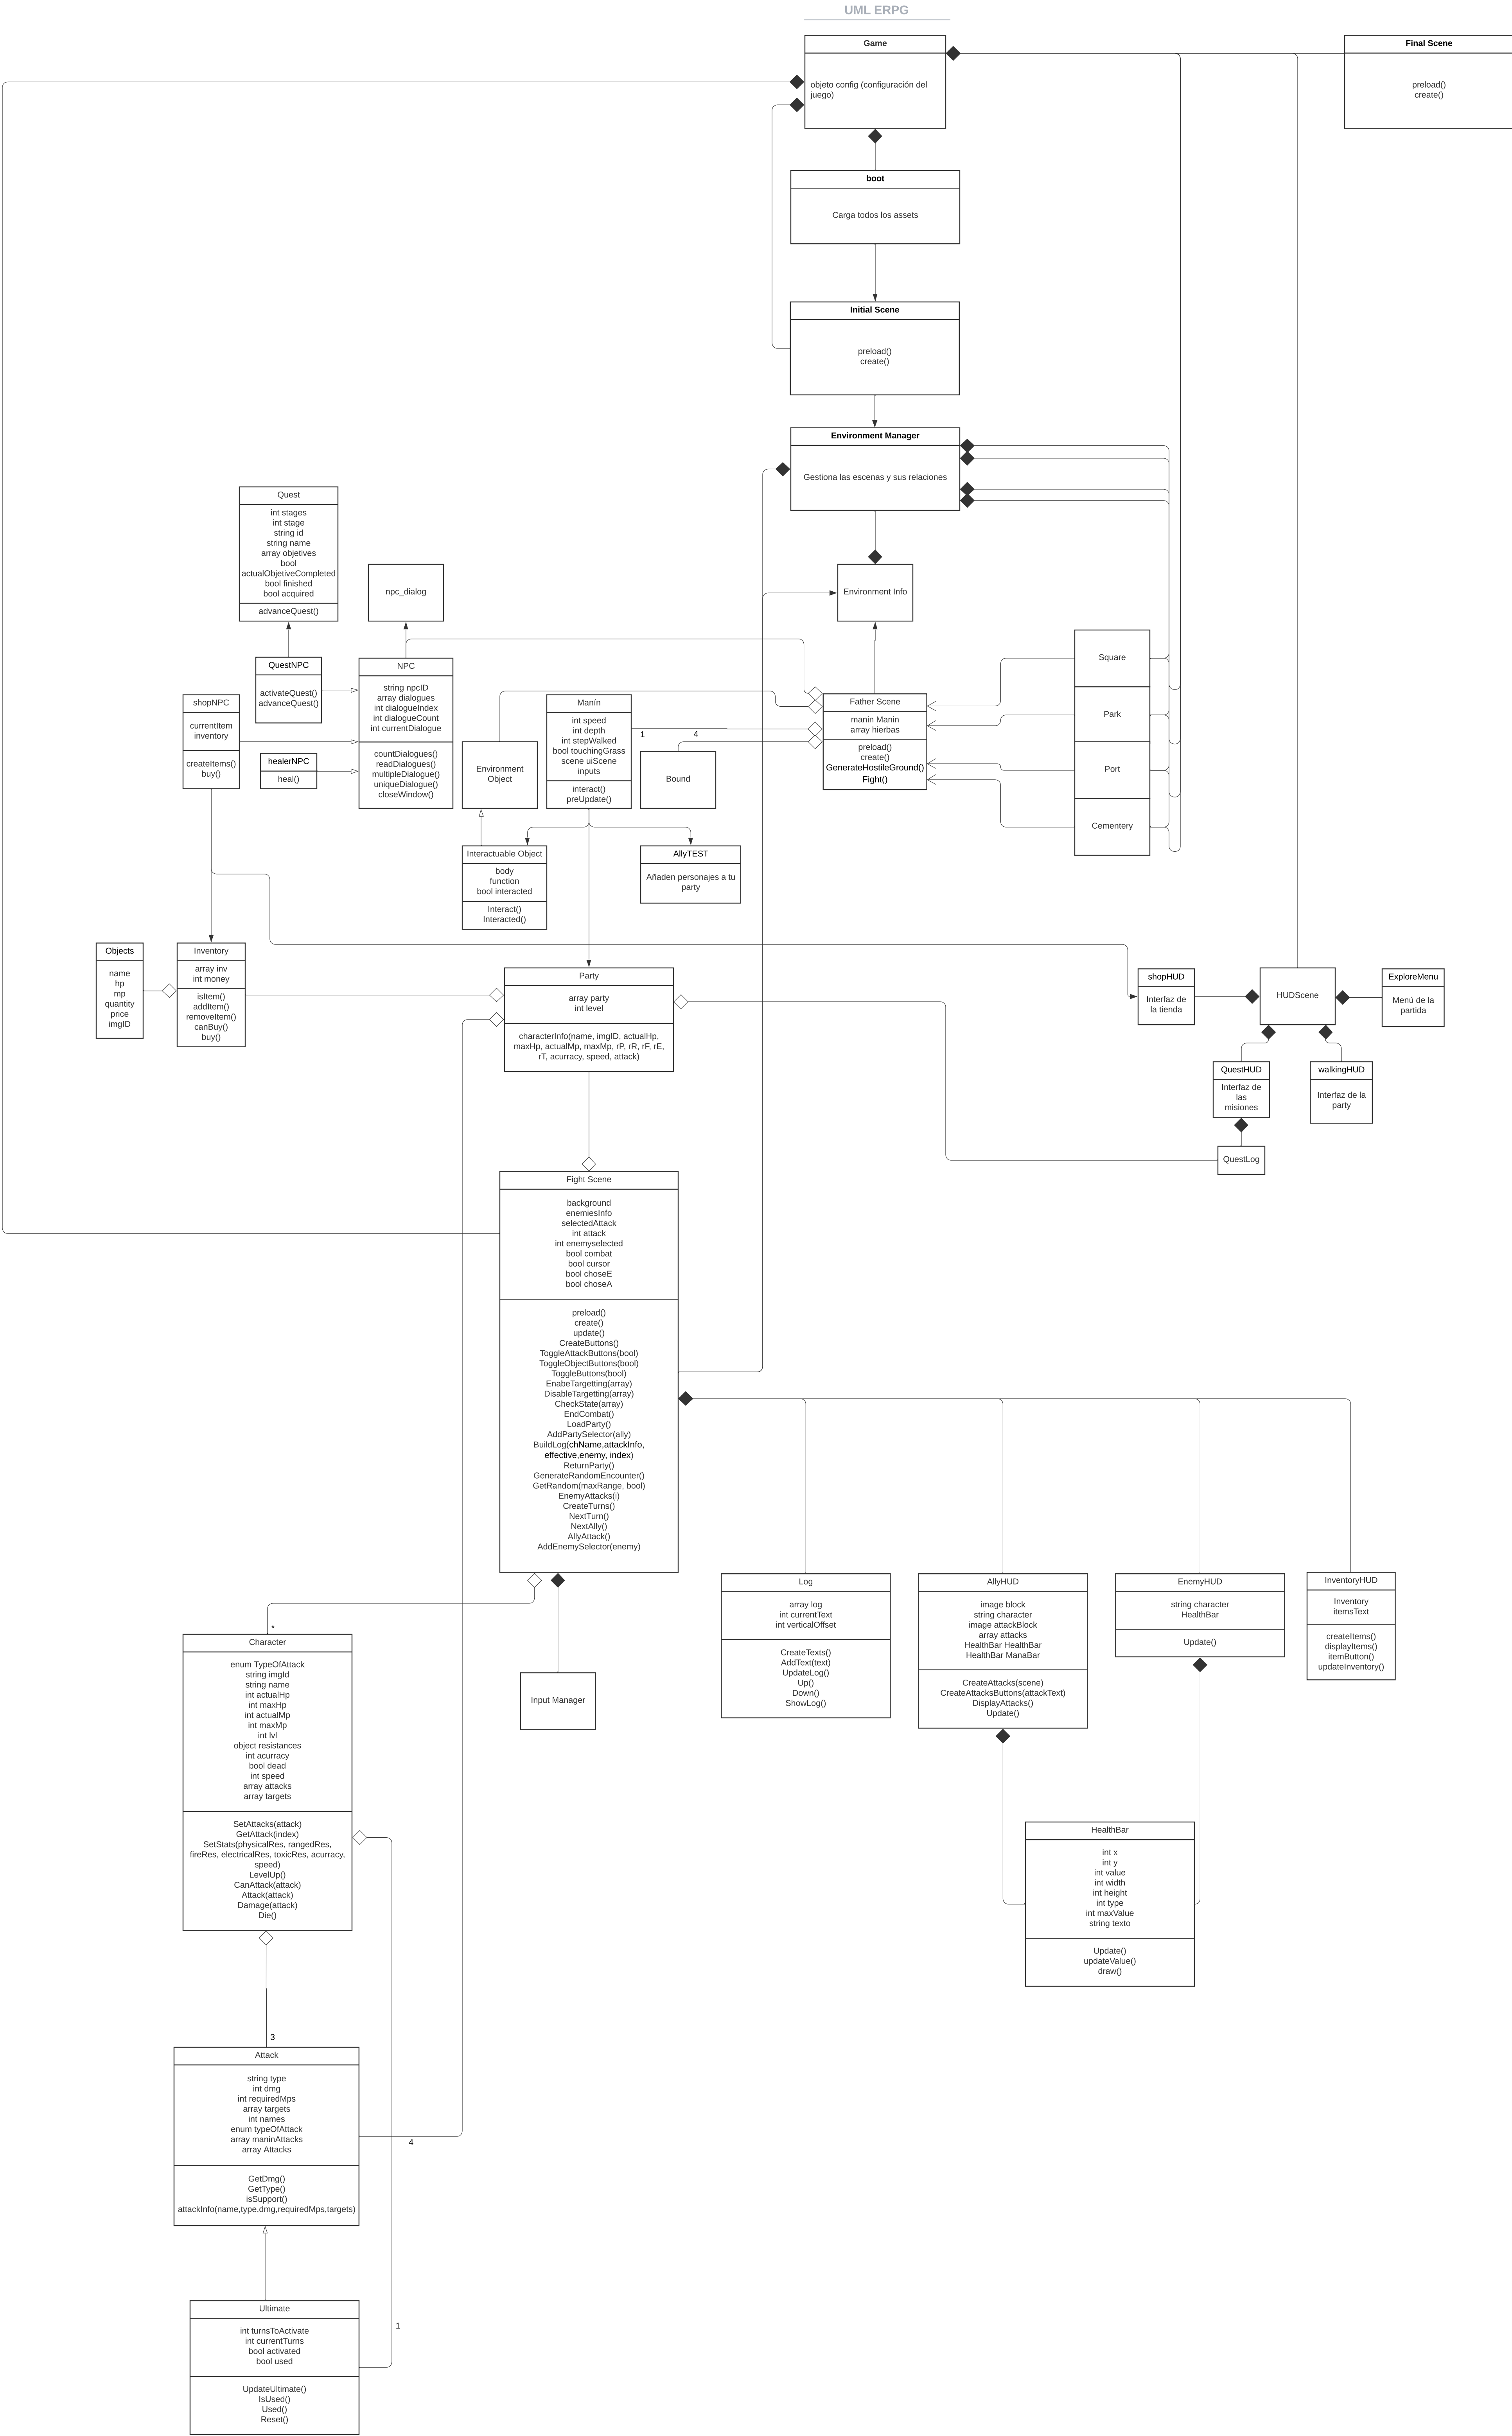 UML ERPG
Game
objeto config (configuración del
juego)
Final Scene
preload()
create()
boot
Carga todos los assets
Initial Scene
preload()
create()
Environment Manager
Gestiona las escenas y sus relaciones
Environment Info
Quest
int stages
int stage
string id
string name
array objetives
bool
actualObjetiveCompleted
bool finished
bool acquired
advanceQuest()
npc_dialog
QuestNPC
activateQuest()
advanceQuest()
NPC
string npcID
array dialogues
int dialogueIndex
int dialogueCount
int currentDialogue
countDialogues()
readDialogues()
multipleDialogue()
uniqueDialogue()
closeWindow()
shopNPC
currentItem
inventory
createItems()
buy()
healerNPC
heal()
Environment
Object
Manín
int speed
int depth
int stepWalked
bool touchingGrass
scene uiScene
inputs
interact()
preUpdate()
1
4
Bound
Father Scene
manin Manin
array hierbas
preload()
create()
GenerateHostileGround()
Fight()
Square
Park
Port
Cementery
Interactuable Object
body
function
bool interacted
Interact()
Interacted()
AllyTEST
Añaden personajes a tu
party
Objects
name
hp
mp
quantity
price
imgID
Inventory
array inv
int money
isItem()
addItem()
removeItem()
canBuy()
buy()
Party
array party
int level
characterInfo(name, imgID, actualHp,
maxHp, actualMp, maxMp, rP, rR, rF, rE,
rT, acurracy, speed, attack)
shopHUD
Interfaz de
la tienda
HUDScene
ExploreMenu
Menú de la
partida
QuestHUD
Interfaz de
las
misiones
walkingHUD
Interfaz de la
party
QuestLog
Fight Scene
background
enemiesInfo
selectedAttack
int attack
int enemyselected
bool combat
bool cursor
bool choseE
bool choseA
preload()
create()
update()
CreateButtons()
ToggleAttackButtons(bool)
ToggleObjectButtons(bool)
ToggleButtons(bool)
EnabeTargetting(array)
DisableTargetting(array)
CheckState(array)
EndCombat()
LoadParty()
AddPartySelector(ally)
BuildLog(chName,attackInfo,
effective,enemy, index)
ReturnParty()
GenerateRandomEncounter()
GetRandom(maxRange, bool)
EnemyAttacks(i)
CreateTurns()
NextTurn()
NextAlly()
AllyAttack()
AddEnemySelector(enemy)
*
Character
enum TypeOfAttack
string imgId
string name
int actualHp
int maxHp
int actualMp
int maxMp
int lvl
object resistances
int acurracy
bool dead
int speed
array attacks
array targets
SetAttacks(attack)
GetAttack(index)
SetStats(physicalRes, rangedRes,
fireRes, electricalRes, toxicRes, acurracy,
speed)
LevelUp()
CanAttack(attack)
Attack(attack)
Damage(attack)
Die()
Input Manager
Log
array log
int currentText
int verticalOffset
CreateTexts()
AddText(text)
UpdateLog()
Up()
Down()
ShowLog()
AllyHUD
image block
string character
image attackBlock
array attacks
HealthBar HealthBar
HealthBar ManaBar
CreateAttacks(scene)
CreateAttacksButtons(attackText)
DisplayAttacks()
Update()
EnemyHUD
string character
HealthBar
Update()
InventoryHUD
Inventory
itemsText
createItems()
displayItems()
itemButton()
updateInventory()
HealthBar
int x
int y
int value
int width
int height
int type
int maxValue
string texto
Update()
updateValue()
draw()
3
Attack
string type
int dmg
int requiredMps
array targets
int names
enum typeOfAttack
array maninAttacks
array Attacks
GetDmg()
GetType()
isSupport()
attackInfo(name,type,dmg,requiredMps,targets)
4
Ultimate
int turnsToActivate
int currentTurns
bool activated
bool used
UpdateUltimate()
IsUsed()
Used()
Reset()
1